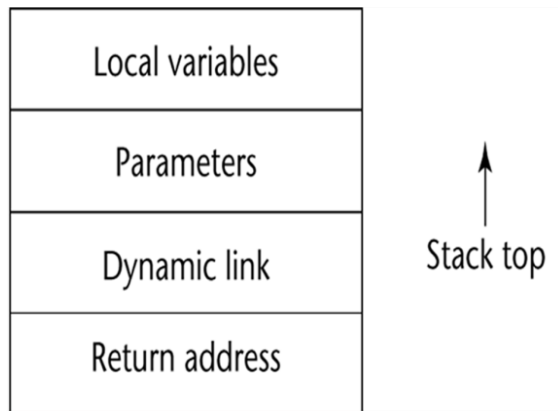 Local variables
Parameters
Dynamic link
Return address
Stack top